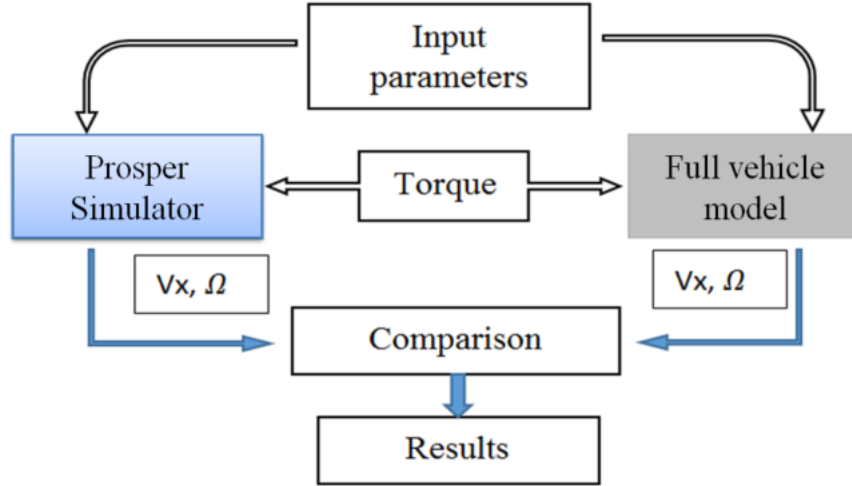 Input
parameters
Prosper
Simulator
Torque
Full vehicle
model
Vx, Ω
Vx, Ω
Comparison
Results